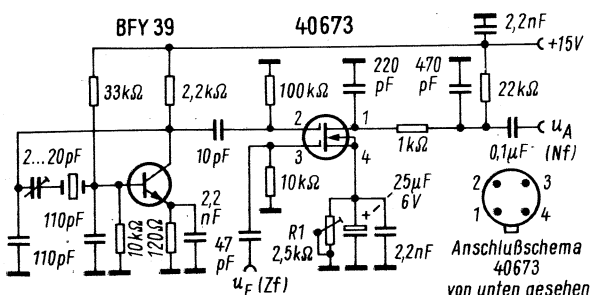 BFY 39
40673
2,2nF
+15V
33kΩ
2,2kΩ
100kΩ
220
pF
470
pF
22kΩ
2
1
3
4
10pF
1kΩ
0,1µF
uA
(Nf)
2...20pF
2,2
nF
10kΩ
25µF
6V
110pF
110pF
10kΩ
120Ω
47
pF
R1
2,5kΩ
2,2nF
uF (Zf)
2
3
1
4
Anschlußschema
40673
von unten gesehen